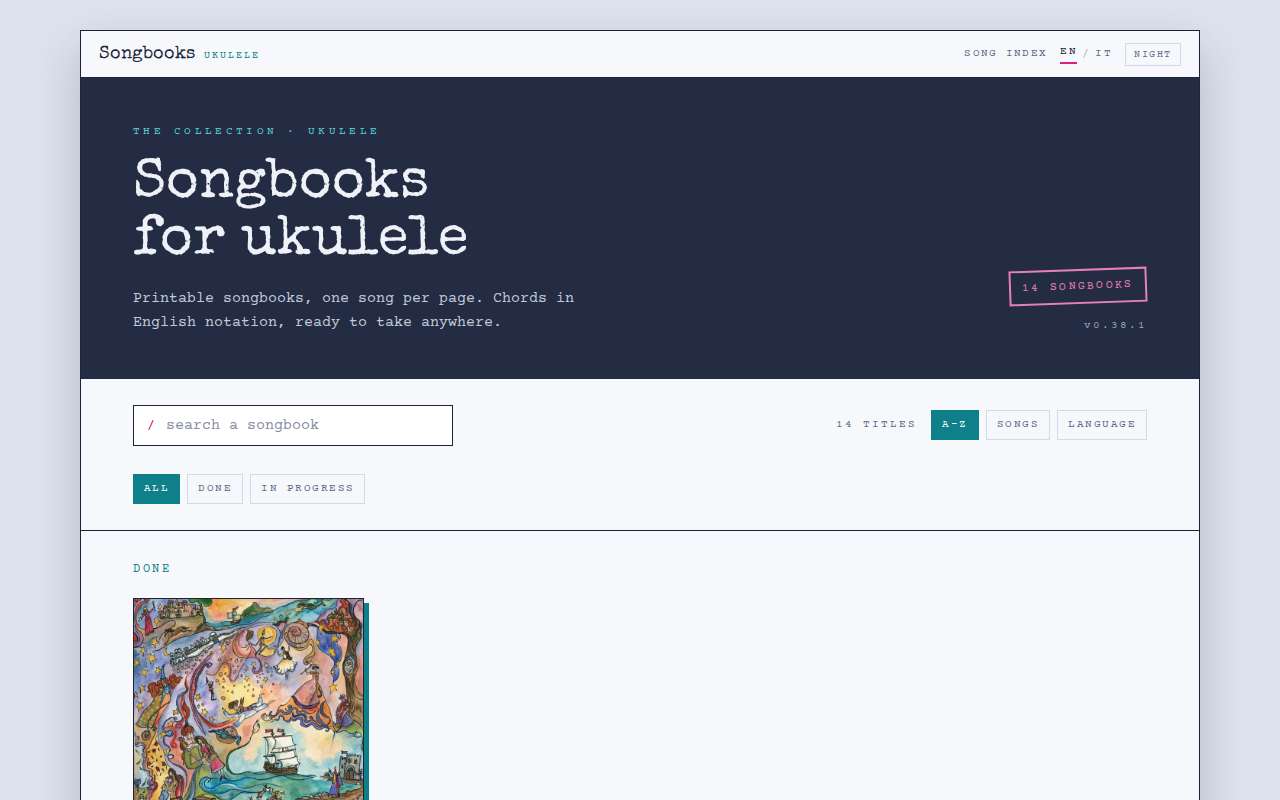 Songbooks UKULELE
SONG INDEX EN / IT NIGHT
THE COLLECTION · UKULELE
Songbooks
for ukulele
Printable songbooks, one song per page. Chords in
English notation, ready to take anywhere.
14 SONGBOOKS
v0.38.1
/ search a songbook
14 TITLES A–Z SONGS LANGUAGE
ALL DONE IN PROGRESS
DONE